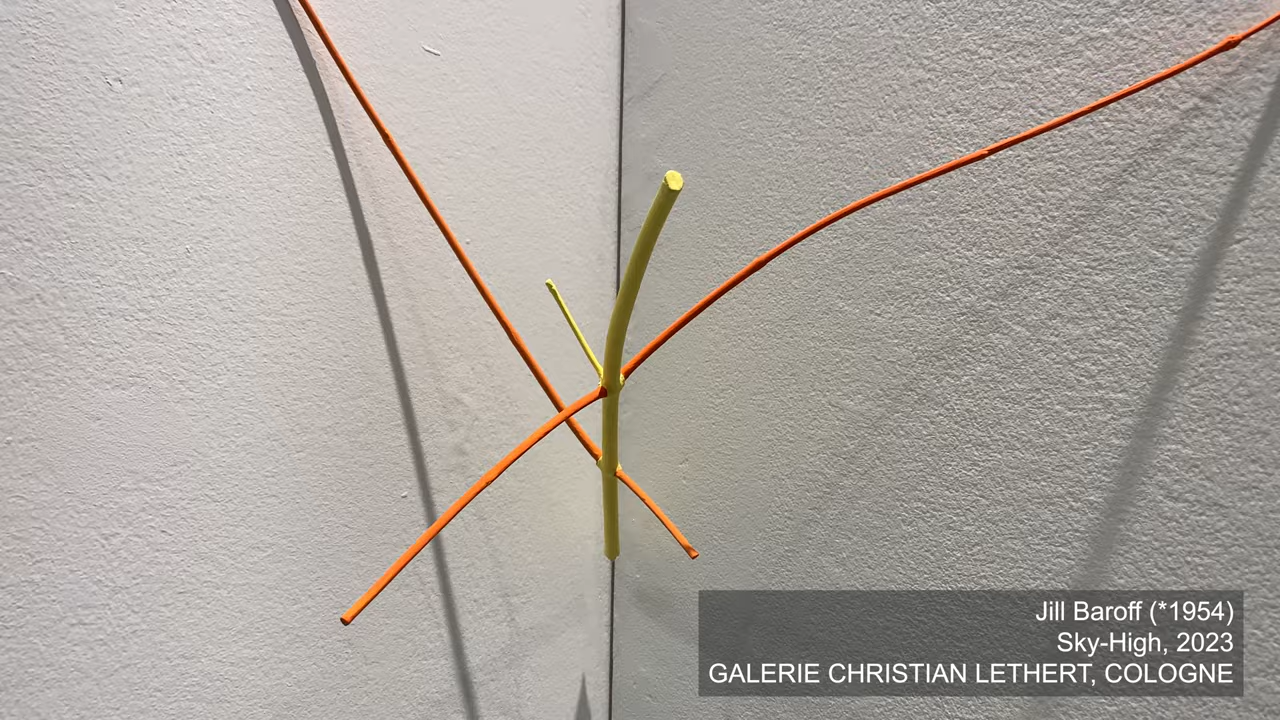 Jill Baroff (*1954)
Sky-High, 2023
GALERIE CHRISTIAN LETHERT, COLOGNE